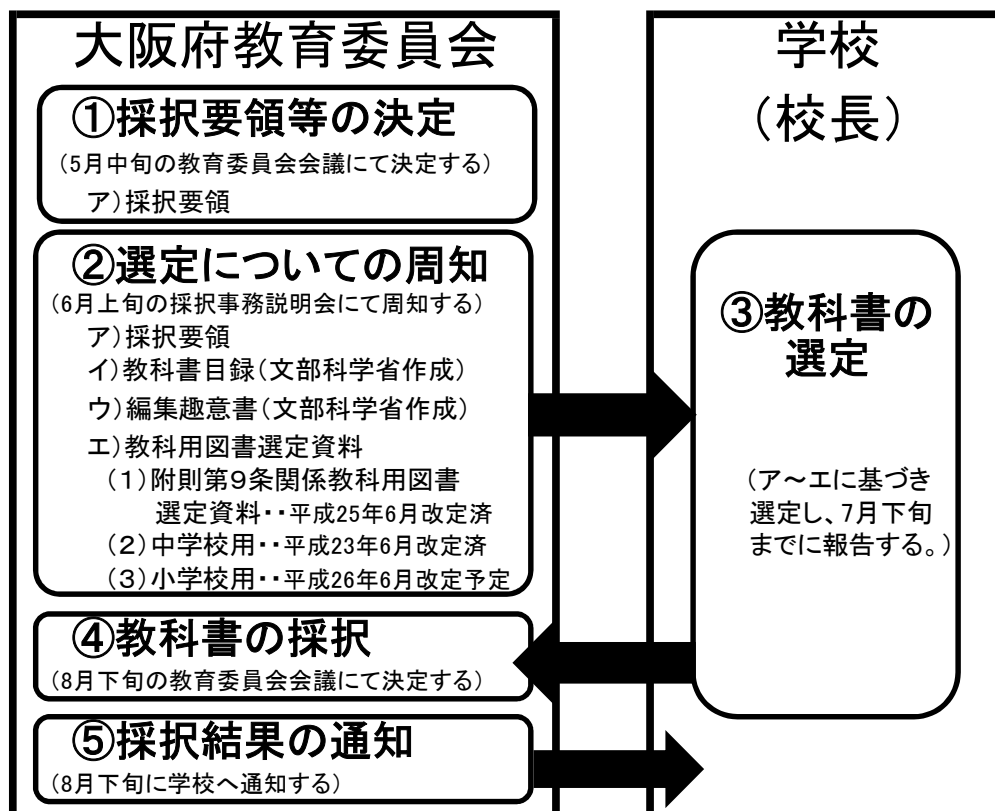 大阪府教育委員会
①採択要領等の決定
(5月中旬の教育委員会会議にて決定する)
ア)採択要領
②選定についての周知
(6月上旬の採択事務説明会にて周知する)
ア)採択要領
イ)教科書目録(文部科学省作成)
ウ)編集趣意書(文部科学省作成)
エ)教科用図書選定資料
(1)附則第9条関係教科用図書
選定資料・・平成25年6月改定済
(2)中学校用・・平成23年6月改定済
(3)小学校用・・平成26年6月改定予定
④教科書の採択
(8月下旬の教育委員会会議にて決定する)
⑤採択結果の通知
(8月下旬に学校へ通知する)
学校
(校長)
③教科書の
選定
(ア～エに基づき
選定し、7月下旬
までに報告する。)